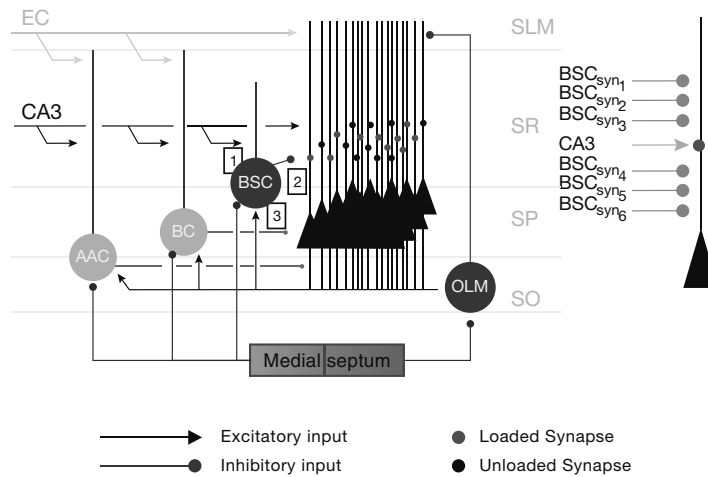 EC
SLM
CA3
SR
1
BSC
2
3
SP
BC
AAC
OLM
SO
Medial septum
BSCsyn1
BSCsyn2
BSCsyn3
CA3
BSCsyn4
BSCsyn5
BSCsyn6
Excitatory input
Loaded Synapse
Inhibitory input
Unloaded Synapse